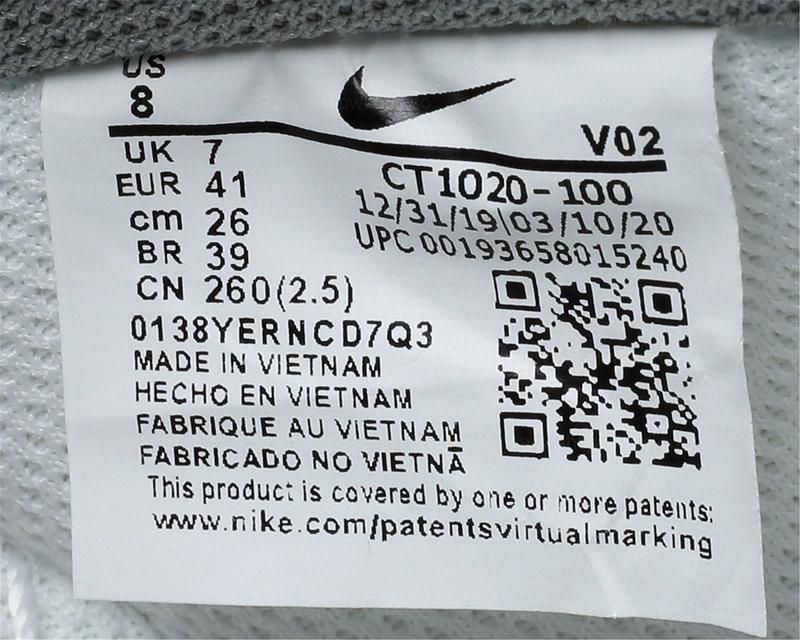 US
8
V02
UK 7
EUR 41
cm 26
BR 39
CN 260(2.5)
CT1020-100
12/31/19\03/10/20
UPC 00193658015240
0138YERNCD7Q3
MADE IN VIETNAM
HECHO EN VIETNAM
FABRIQUE AU VIETNAM
FABRICADO NO VIETNÃ
This product is covered by one or more patents:
www.nike.com/patentsvirtualmarking